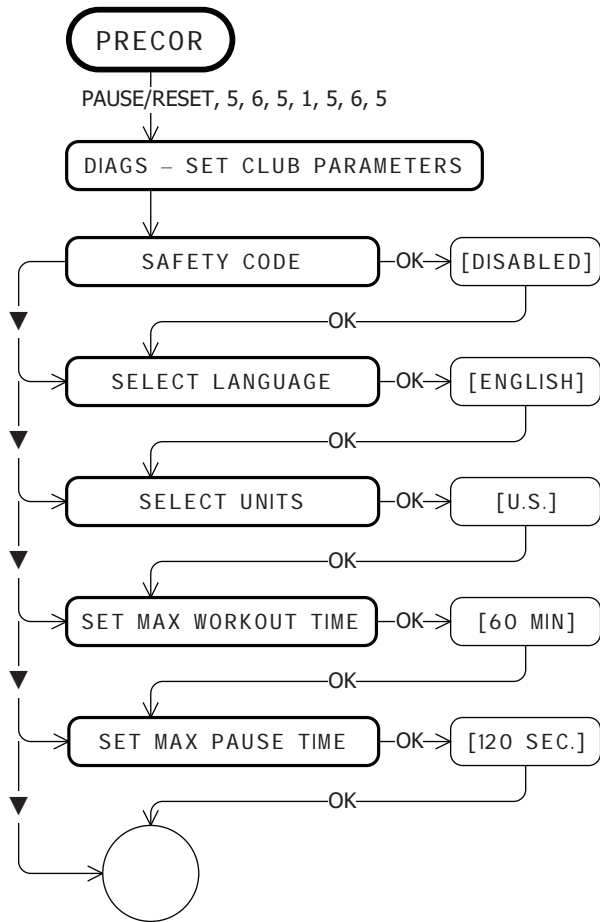 PRECOR
PAUSE/RESET, 5, 6, 5, 1, 5, 6, 5
DIAGS – SET CLUB PARAMETERS
SAFETY CODE
OK
[DISABLED]
OK
SELECT LANGUAGE
OK
[ENGLISH]
OK
SELECT UNITS
OK
[U.S.]
OK
SET MAX WORKOUT TIME
OK
[60 MIN]
OK
SET MAX PAUSE TIME
OK
[120 SEC.]
OK